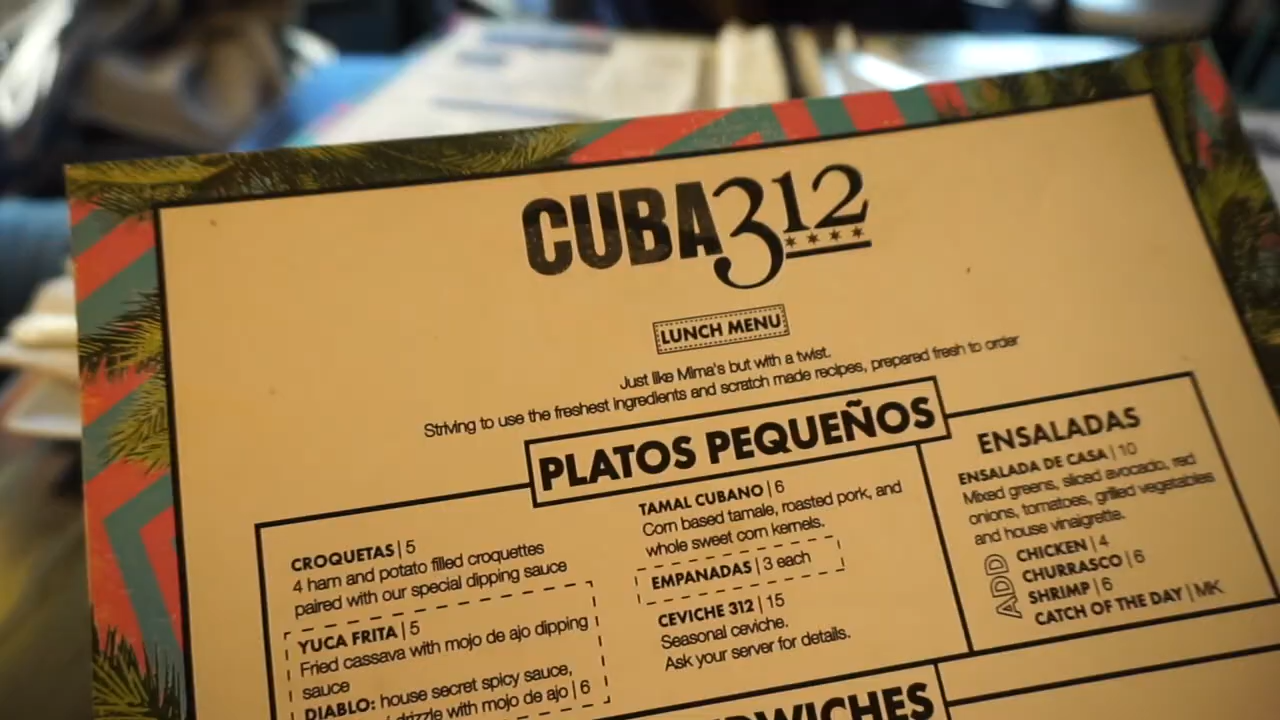 CUBA 312
LUNCH MENU
Just like Mima's but with a twist.
Striving to use the freshest ingredients and scratch made recipes, prepared fresh to order
PLATOS PEQUEÑOS
CROQUETAS | 5
4 ham and potato filled croquettes
paired with our special dipping sauce
YUCA FRITA | 5
Fried cassava with mojo de ajo dipping
sauce
DIABLO: house secret spicy sauce,
drizzle with mojo de ajo | 6
TAMAL CUBANO | 6
Corn based tamale, roasted pork, and
whole sweet corn kernels.
EMPANADAS | 3 each
CEVICHE 312 | 15
Seasonal ceviche.
Ask your server for details.
ENSALADAS
ENSALADA DE CASA | 10
Mixed greens, sliced avocado, red
onions, tomatoes, grilled vegetables
and house vinaigrette.
ADD
CHICKEN | 4
CHURRASCO | 6
SHRIMP | 6
CATCH OF THE DAY | MK